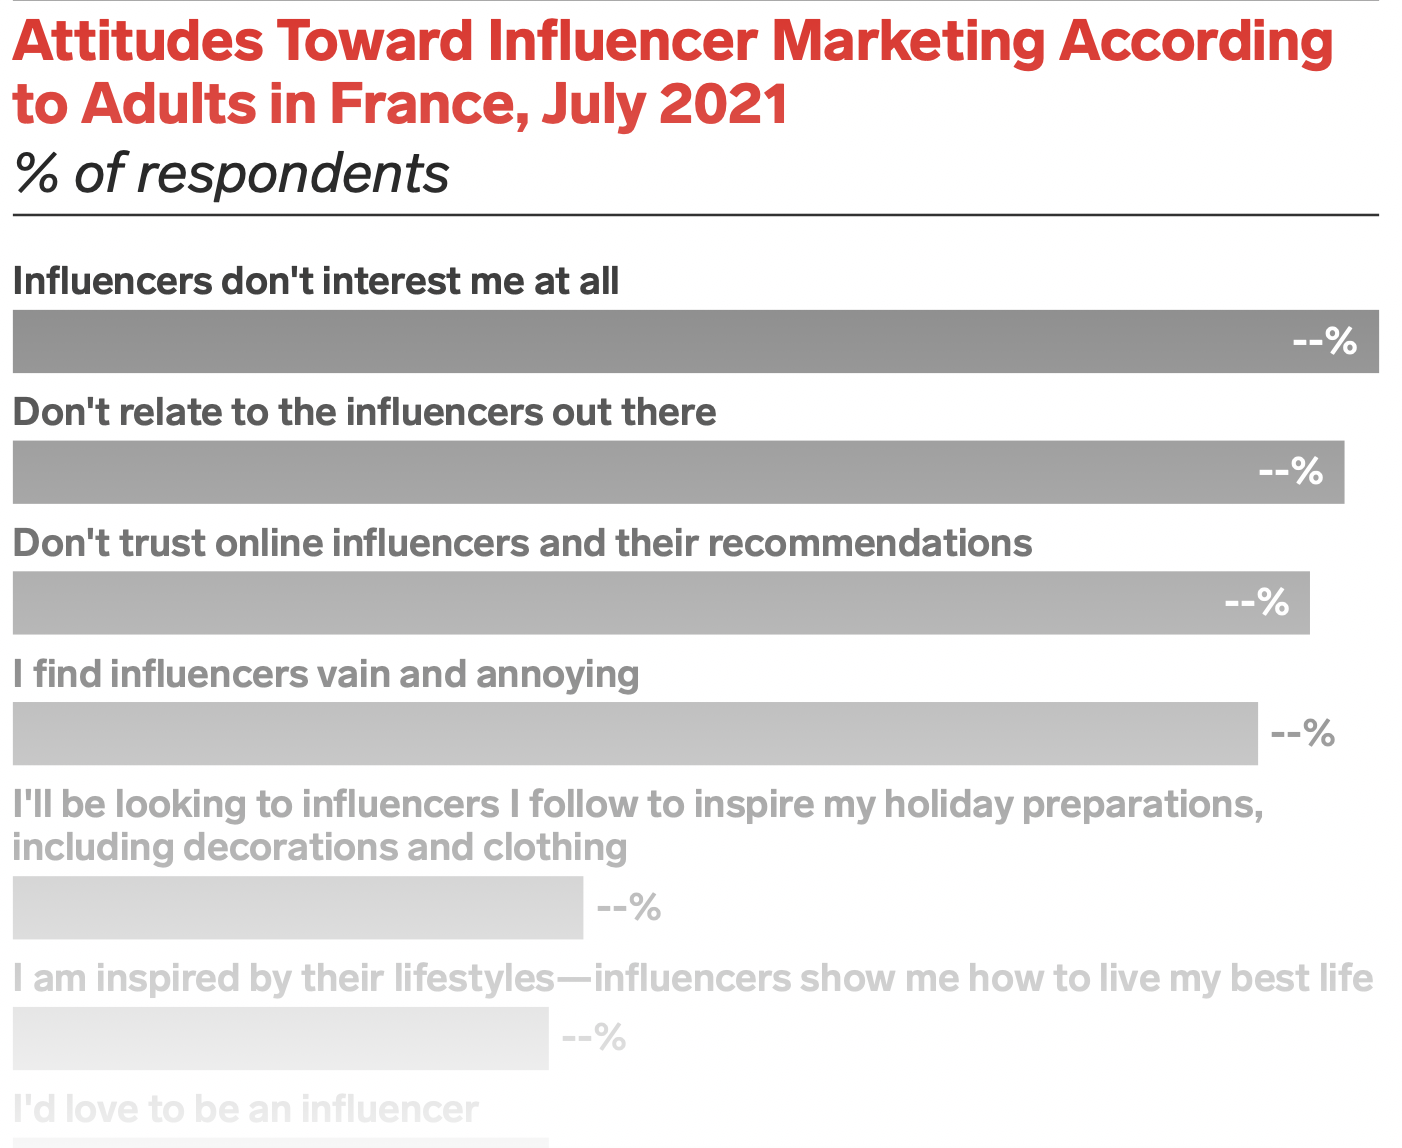 Attitudes Toward Influencer Marketing According
to Adults in France, July 2021
% of respondents
Influencers don't interest me at all
--%
Don't relate to the influencers out there
--%
Don't trust online influencers and their recommendations
--%
I find influencers vain and annoying
--%
I'll be looking to influencers I follow to inspire my holiday preparations,
including decorations and clothing
--%
I am inspired by their lifestyles—influencers show me how to live my best life
--%
I'd love to be an influencer